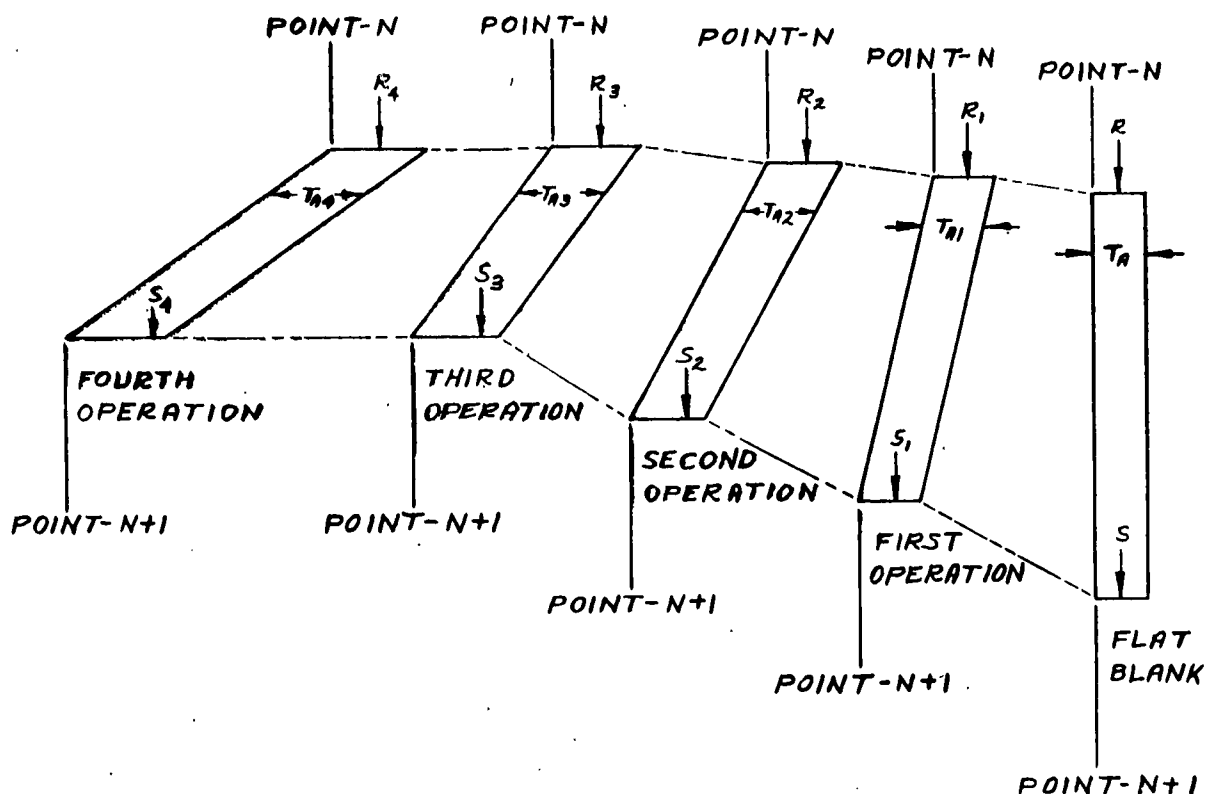 POINT-N
POINT-N
POINT-N
POINT-N
POINT-N
R4
R3
R2
R1
R
TA4
TA3
TA2
TA1
TA
S4
S3
S2
S1
S
FOURTH
OPERATION
THIRD
OPERATION
SECOND
OPERATION
FIRST
OPERATION
FLAT
BLANK
POINT-N+1
POINT-N+1
POINT-N+1
POINT-N+1
POINT-N+1